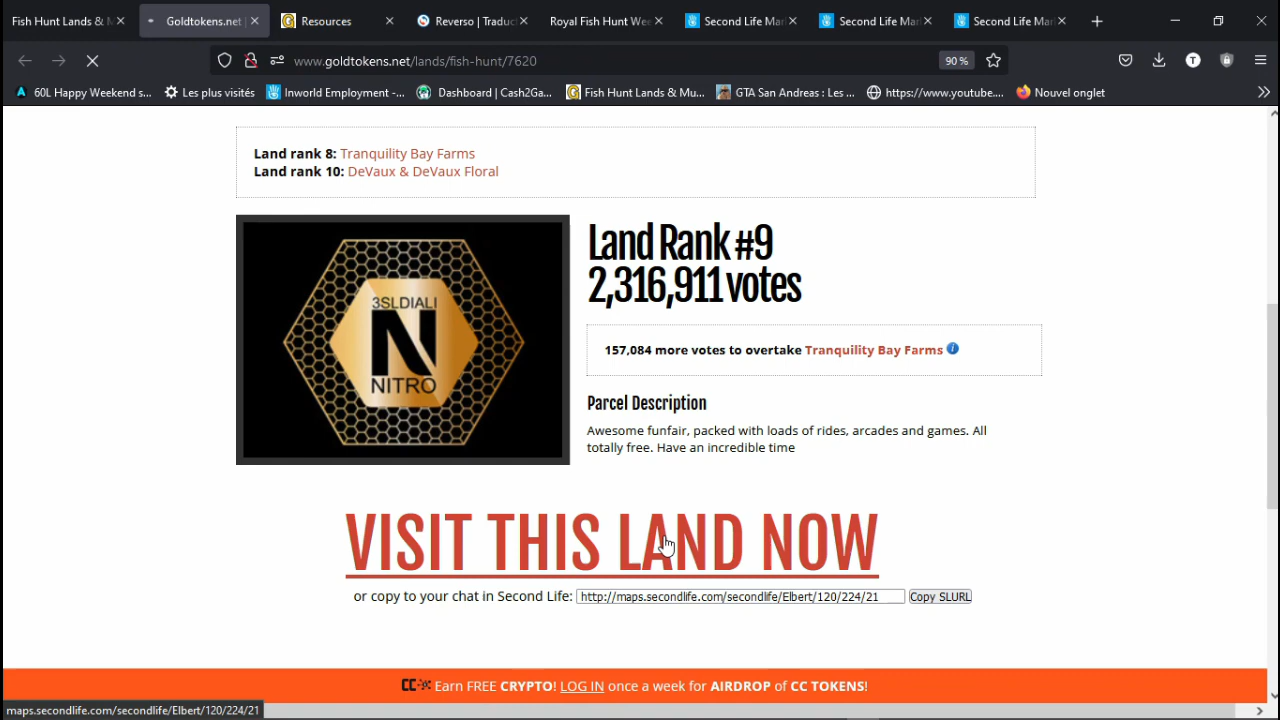 Fish Hunt Lands & M
Goldtokens.net |
Resources
Reverso | Traduct
Royal Fish Hunt Wee
Second Life Mar
Second Life Mar
Second Life Mar
www.goldtokens.net/lands/fish-hunt/7620
90 %
T
60L Happy Weekend s...
Les plus visités
Inworld Employment -...
Dashboard | Cash2Ga...
Fish Hunt Lands & Mu...
GTA San Andreas : Les ...
https://www.youtube....
Nouvel onglet
Land rank 8: Tranquility Bay Farms
Land rank 10: DeVaux & DeVaux Floral
3SLDIALI
N
NITRO
Land Rank #9
2,316,911 votes
157,084 more votes to overtake Tranquility Bay Farms
Parcel Description
Awesome funfair, packed with loads of rides, arcades and games. All
totally free. Have an incredible time
VISIT THIS LAND NOW
or copy to your chat in Second Life: http://maps.secondlife.com/secondlife/Elbert/120/224/21 Copy SLURL
CC Earn FREE CRYPTO! LOG IN once a week for AIRDROP of CC TOKENS!
maps.secondlife.com/secondlife/Elbert/120/224/21